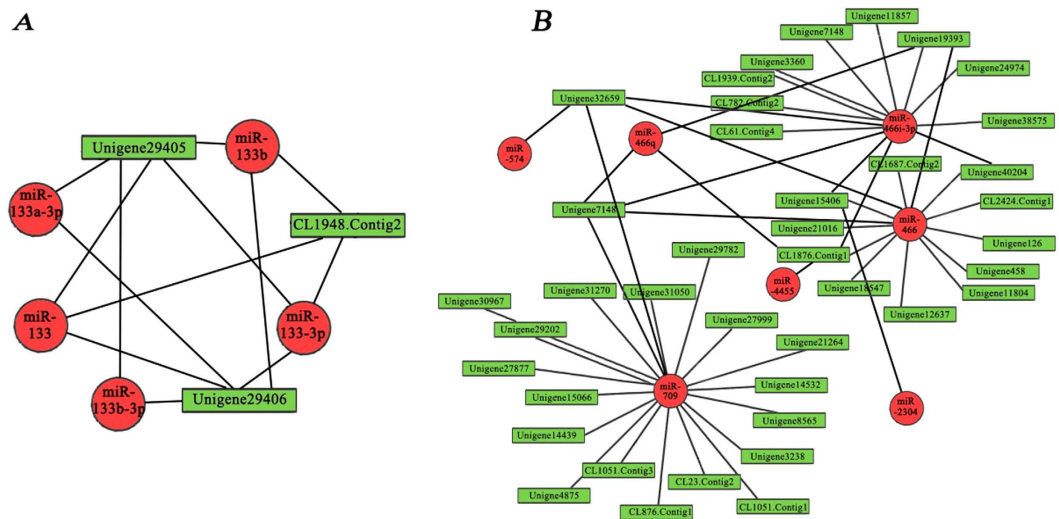 A
miR-
133b
Unigene29405
miR-
133a-3p
CL1948.Contig2
miR-
133
miR-
133-3p
miR-
133b-3p
Unigene29406
B
Unigene11857
Unigene7148
Unigene19393
Unigene3360
Unigene24974
CL1939.Contig2
Unigene32659
CL782.Contig2
miR-
466i-3p
Unigene38575
CL61.Contig4
miR-
466q
miR
-574
CL1687.Contig2
Unigene40204
Unigene15406
CL2424.Contig1
Unigene7148
miR-
466
Unigene21016
Unigene126
Unigene29782
CL1876.Contig1
Unigene458
miR
-4455
Unigene18547
Unigene11804
Unigene31270
Unigene31050
Unigene30967
Unigene12637
Unigene27999
Unigene29202
Unigene21264
Unigene27877
Unigene14532
miR-
709
Unigene15066
miR
-2304
Unigene8565
Unigene14439
Unigene3238
CL1051.Contig3
CL23.Contig2
Unigne4875
CL1051.Contig1
CL876.Contig1